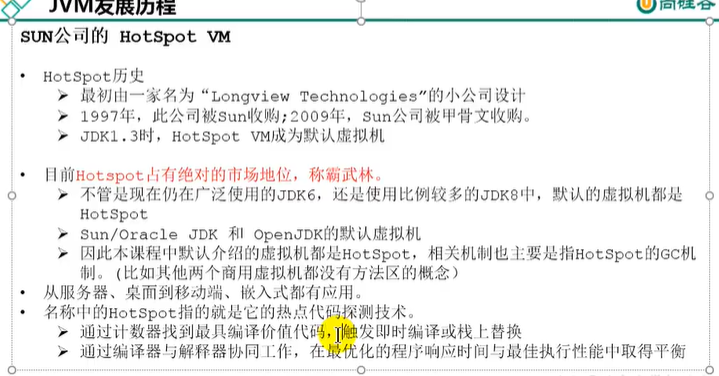 JVM发展历程
尚硅谷
SUN公司的 HotSpot VM
• HotSpot历史
➤ 最初由一家名为“Longview Technologies”的小公司设计
➤ 1997年，此公司被Sun收购;2009年，Sun公司被甲骨文收购。
➤ JDK1.3时，HotSpot VM成为默认虚拟机
• 目前Hotspot占有绝对的市场地位，称霸武林。
➤ 不管是现在仍在广泛使用的JDK6，还是使用比例较多的JDK8中，默认的虚拟机都是
HotSpot
➤ Sun/Oracle JDK 和 OpenJDK的默认虚拟机
➤ 因此本课程中默认介绍的虚拟机都是HotSpot，相关机制也主要是指HotSpot的GC机
制。(比如其他两个商用虚拟机都没有方法区的概念）
• 从服务器、桌面到移动端、嵌入式都有应用。
• 名称中的HotSpot指的就是它的热点代码探测技术。
➤ 通过计数器找到最具编译价值代码，触发即时编译或栈上替换
➤ 通过编译器与解释器协同工作，在最优化的程序响应时间与最佳执行性能中取得平衡